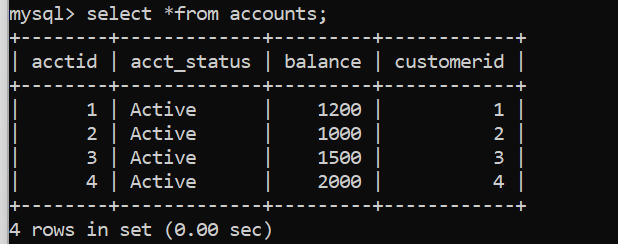 mysql> select *from accounts;
+--------+-------------+---------+------------+
| acctid | acct_status | balance | customerid |
+--------+-------------+---------+------------+
|      1 | Active      |    1200 |          1 |
|      2 | Active      |    1000 |          2 |
|      3 | Active      |    1500 |          3 |
|      4 | Active      |    2000 |          4 |
+--------+-------------+---------+------------+
4 rows in set (0.00 sec)